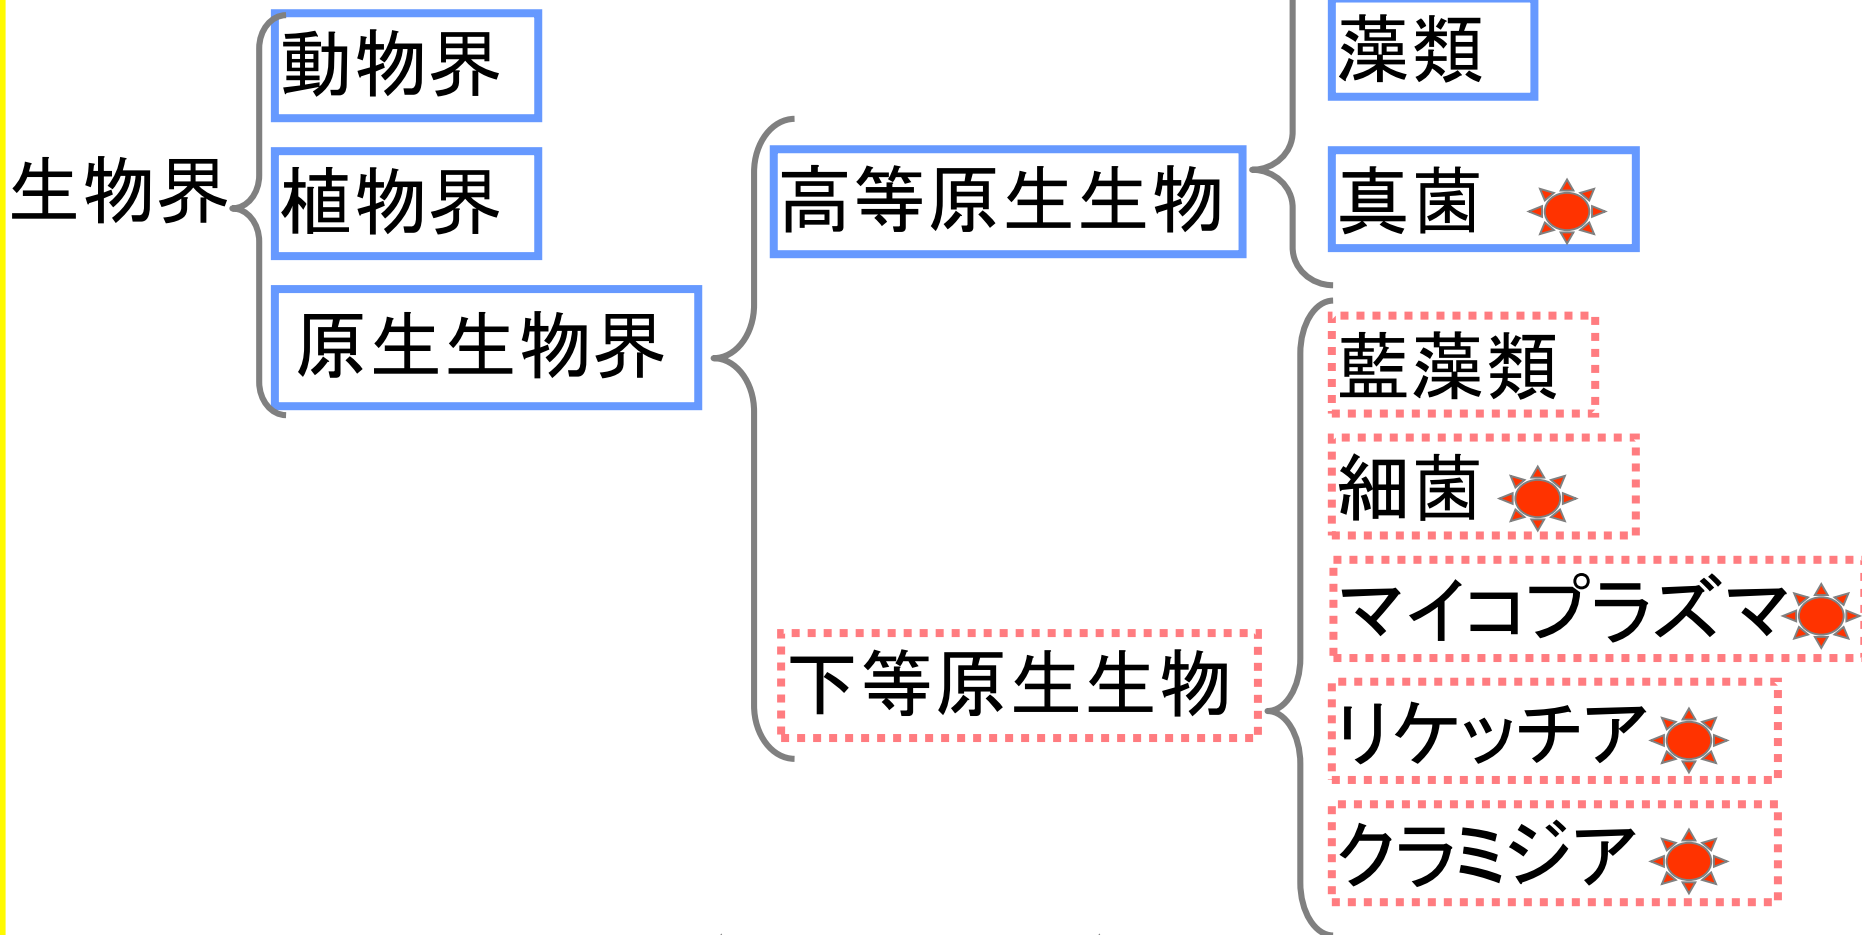 生物界
動物界
植物界
原生生物界
高等原生生物
下等原生生物
藻類
真菌
藍藻類
細菌
マイコプラズマ
リケッチア
クラミジア